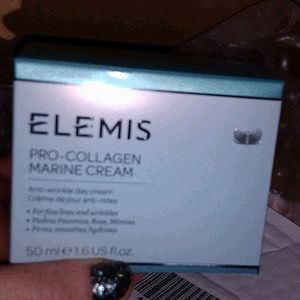 ELEMIS
PRO-COLLAGEN
MARINE CREAM
Anti-wrinkle day cream
Crème de jour anti-rides
• For fine lines and wrinkles
• Padina Pavonica, Rose, Mimosa
• Firms, smoothes, hydrates
50 ml e 1.6 US fl.oz.